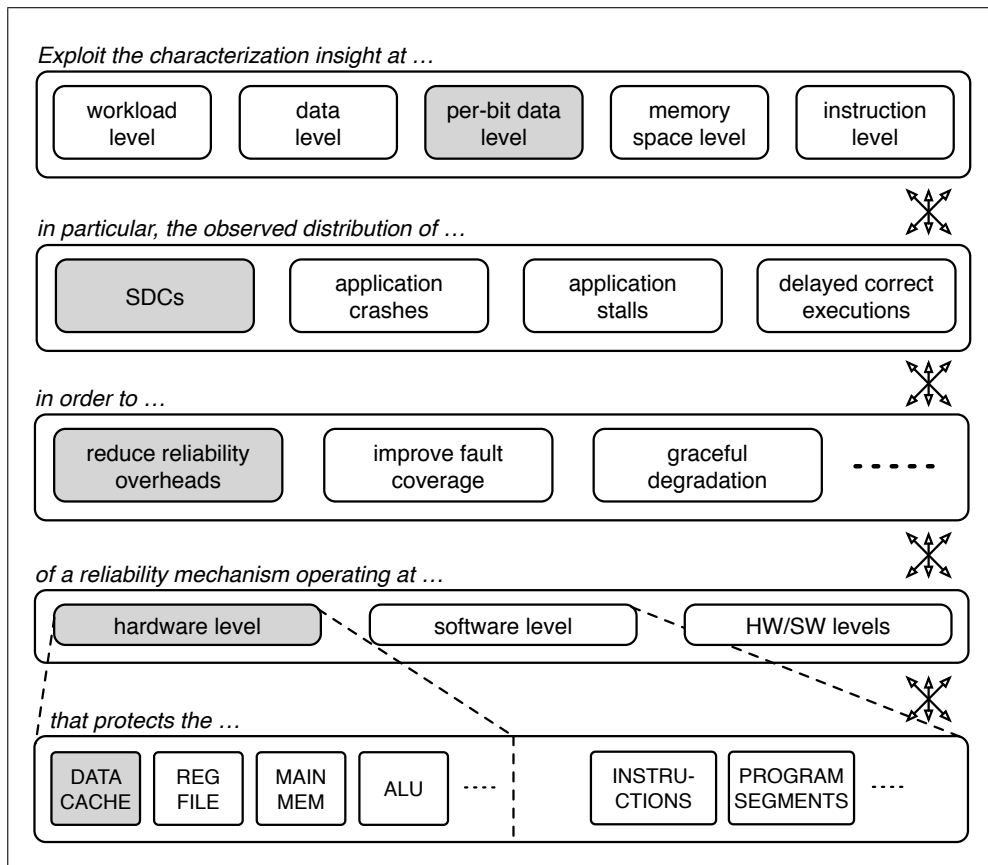 Exploit the characterization insight at …
workload data per-bit data memory instruction
level level level space level level
in particular, the observed distribution of …
SDCs application application delayed correct
crashes stalls executions
in order to …
reduce reliability improve fault graceful
overheads coverage degradation
of a reliability mechanism operating at …
hardware level software level HW/SW levels
that protects the …
DATA REG MAIN ALU INSTRU- PROGRAM
CACHE FILE MEM CTIONS SEGMENTS